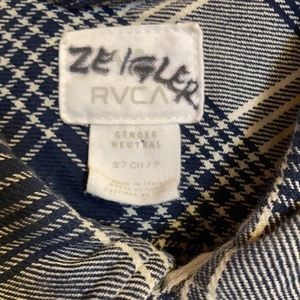 ZEIGLER
RVCA
GENDER
NEUTRAL
S / CH / P